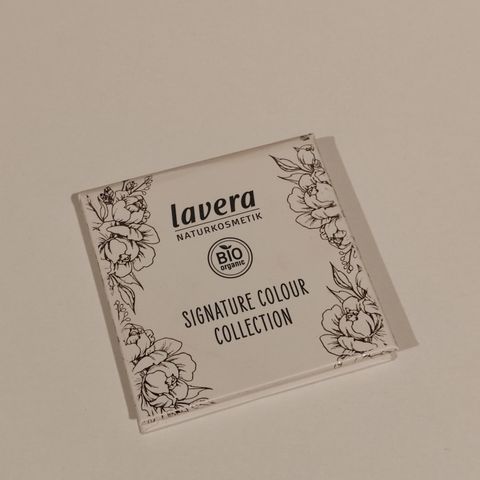 lavera
NATURKOSMETIK
BIO
organic
SIGNATURE COLOUR
COLLECTION